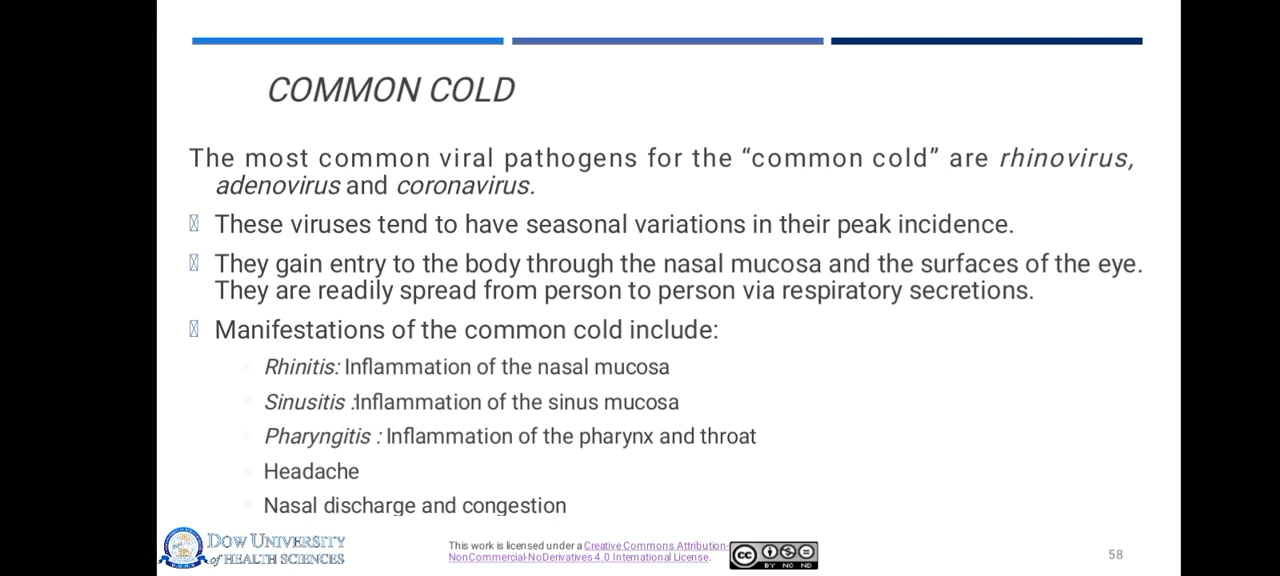 COMMON COLD
The most common viral pathogens for the “common cold” are rhinovirus,
adenovirus and coronavirus.
These viruses tend to have seasonal variations in their peak incidence.
They gain entry to the body through the nasal mucosa and the surfaces of the eye.
They are readily spread from person to person via respiratory secretions.
Manifestations of the common cold include:
Rhinitis: Inflammation of the nasal mucosa
Sinusitis :Inflammation of the sinus mucosa
Pharyngitis : Inflammation of the pharynx and throat
Headache
Nasal discharge and congestion
DOW UNIVERSITY
of HEALTH SCIENCES
This work is licensed under a Creative Commons Attribution-
NonCommercial-NoDerivatives 4.0 International License.
cc
BY NC ND
58